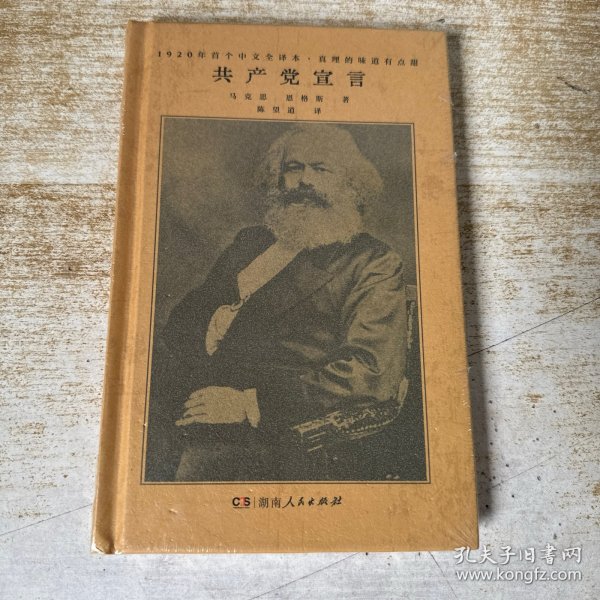 1920年首个中文全译本·真理的味道有点甜
共产党宣言
马克思 恩格斯 著
陈望道 译
湖南人民出版社
孔夫子旧书网
www.kongfz.com